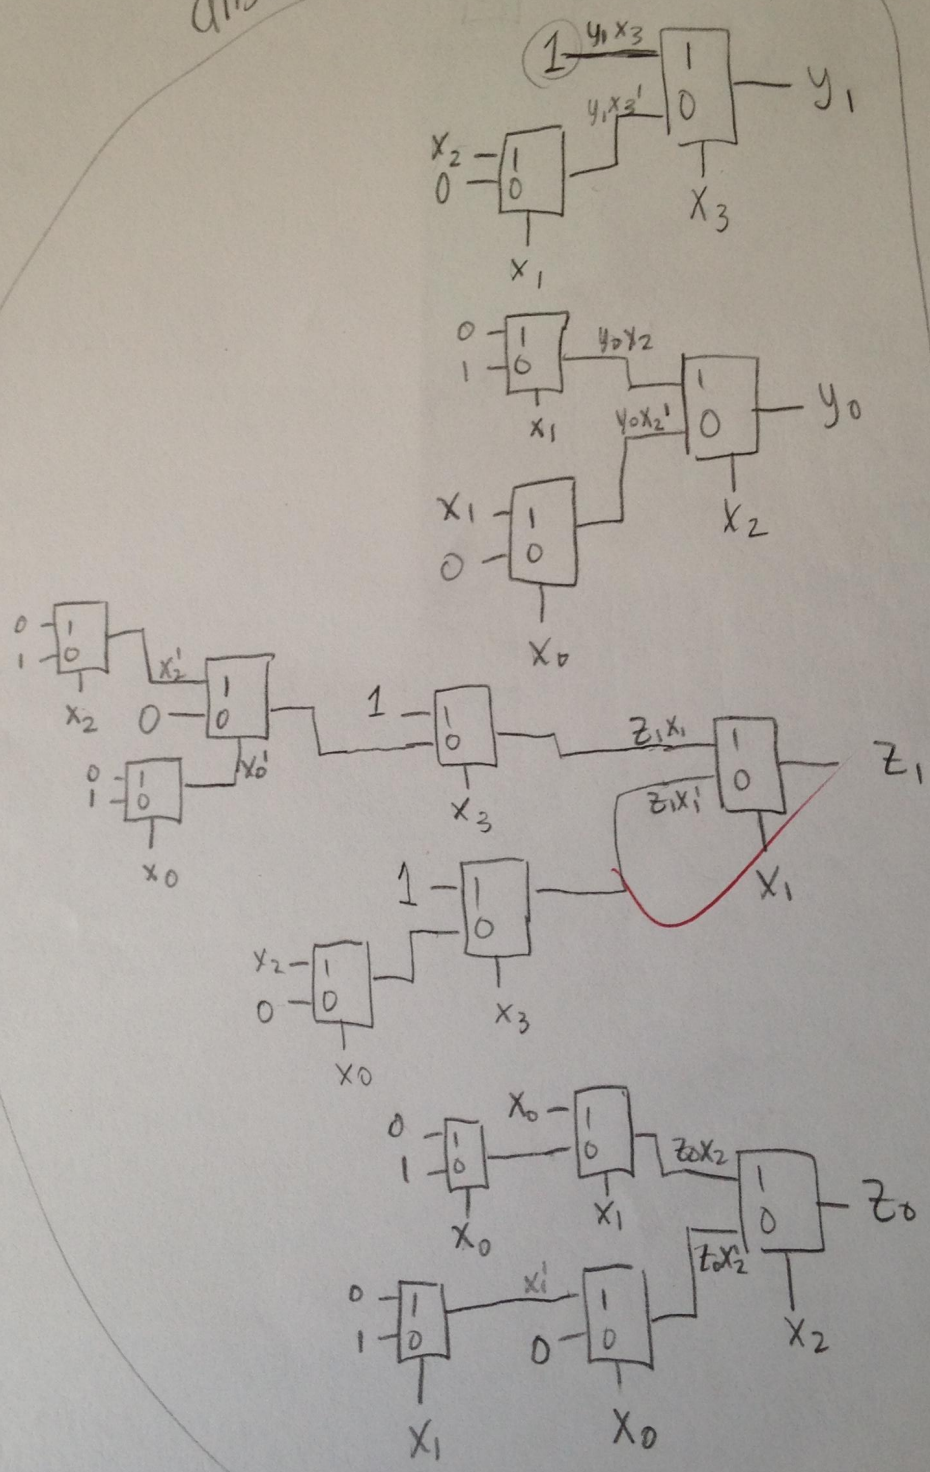 1 y₁x₃ 1 y₁
y₁x₃' 0
x₂ 1
0 0 x₃
x₁
0 1 y₀x₂
1 0 1 y₀
x₁ y₀x₂' 0
x₁ 1 x₂
0 0
x₀
0 1
1 0 x₂' 1 1 1 z₁x₁ 1 z₁
x₂ 0 0 0 z₁x₁' 0
0 1 x₀' x₃
1 0 x₁
x₀ 1 1
0
x₂ 1
0 0 x₃
x₀
x₀ 1
0 1 0 z₀x₂ 1 z₀
1 0 x₁ 0
x₀ z₀x₂'
0 1 x₁' 1
1 0 0 0 x₂
x₁ x₀